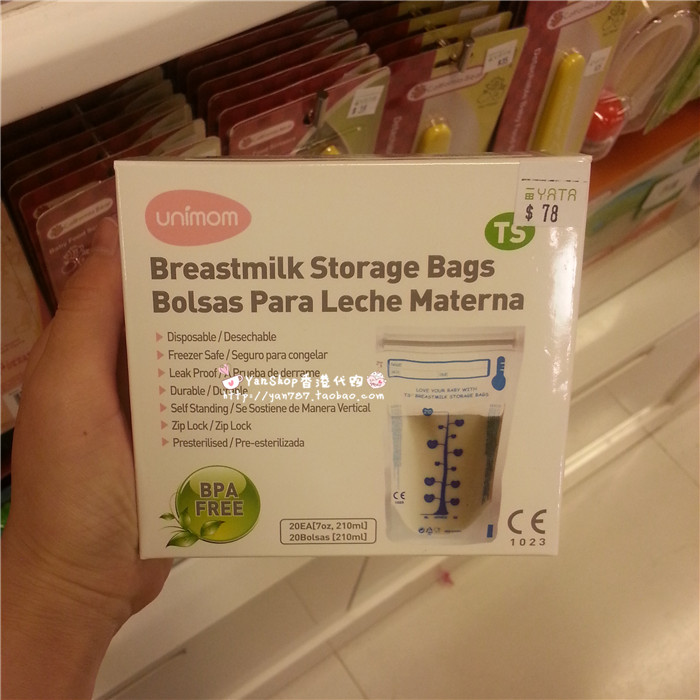 unimom
YATA
$ 78
TS
Breastmilk Storage Bags
Bolsas Para Leche Materna
Disposable / Desechable
Freezer Safe / Seguro para congelar
Leak Proof / A Prueba de derrame
YanShop香港代购
Durable / Durable
http://yan787.taobao.com/
Self Standing / Se Sostiene de Manera Vertical
Zip Lock / Zip Lock
Presterilised / Pre-esterilizada
LOVE YOUR BABY WITH
TS BREASTMILK STORAGE BAGS
BPA
FREE
20EA[7oz, 210ml]
20Bolsas [210ml]
CE
CE
1023